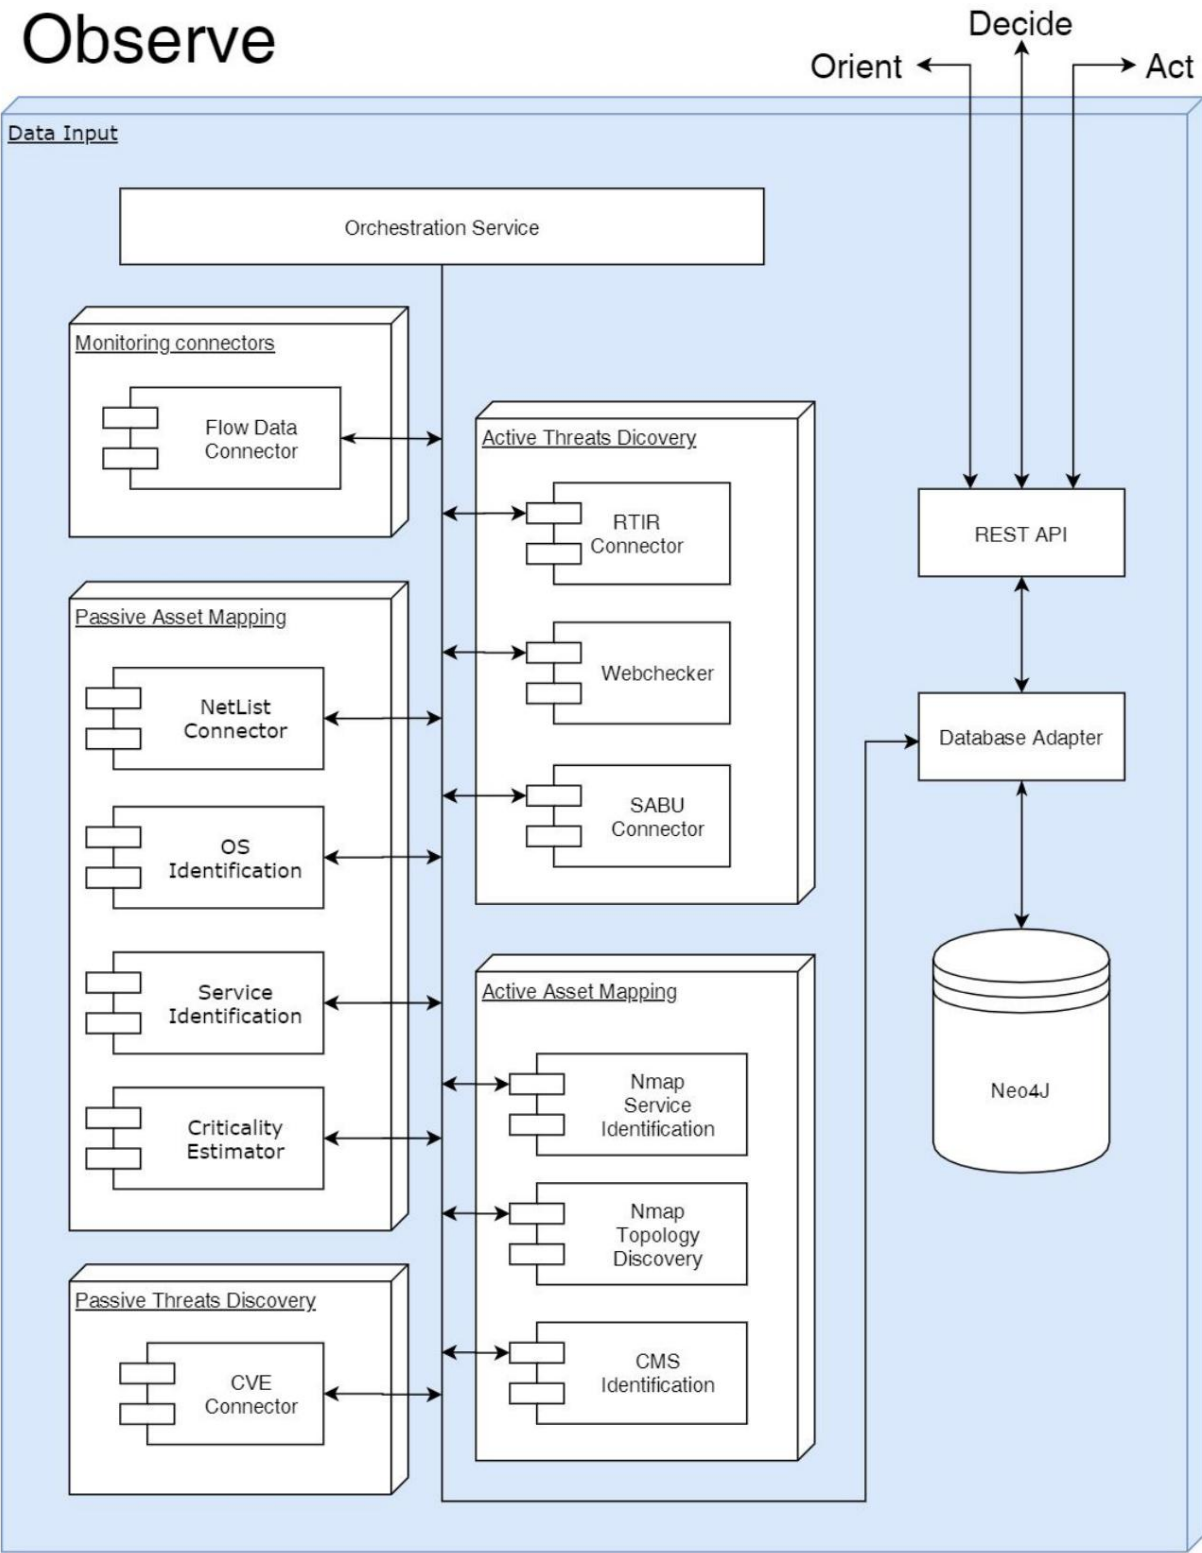 Observe
Decide
Orient
Act
Data Input
Orchestration Service
Monitoring connectors
Flow Data
Connector
Active Threats Dicovery
RTIR
Connector
Webchecker
SABU
Connector
Passive Asset Mapping
NetList
Connector
OS
Identification
Service
Identification
Criticality
Estimator
Active Asset Mapping
Nmap
Service
Identification
Nmap
Topology
Discovery
CMS
Identification
Passive Threats Discovery
CVE
Connector
REST API
Database Adapter
Neo4J